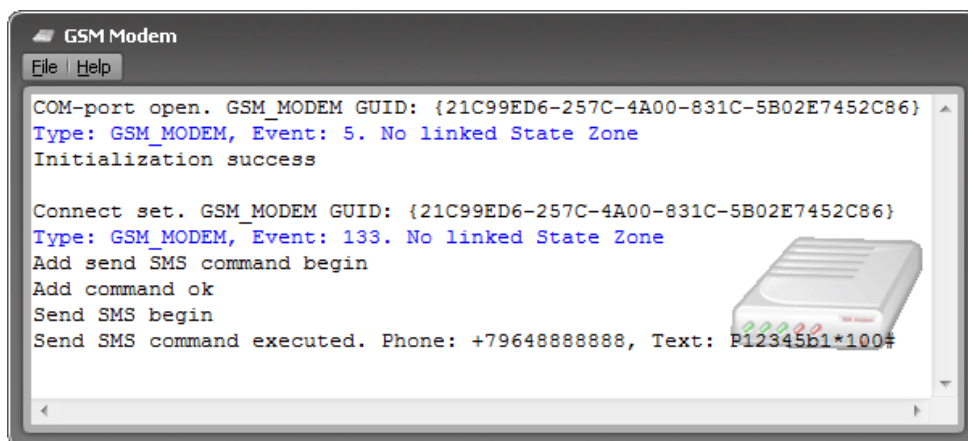 GSM Modem
File Help
COM-port open. GSM_MODEM GUID: {21C99ED6-257C-4A00-831C-5B02E7452C86}
Type: GSM_MODEM, Event: 5. No linked State Zone
Initialization success
Connect set. GSM_MODEM GUID: {21C99ED6-257C-4A00-831C-5B02E7452C86}
Type: GSM_MODEM, Event: 133. No linked State Zone
Add send SMS command begin
Add command ok
Send SMS begin
Send SMS command executed. Phone: +79648888888, Text: P12345b1*100#